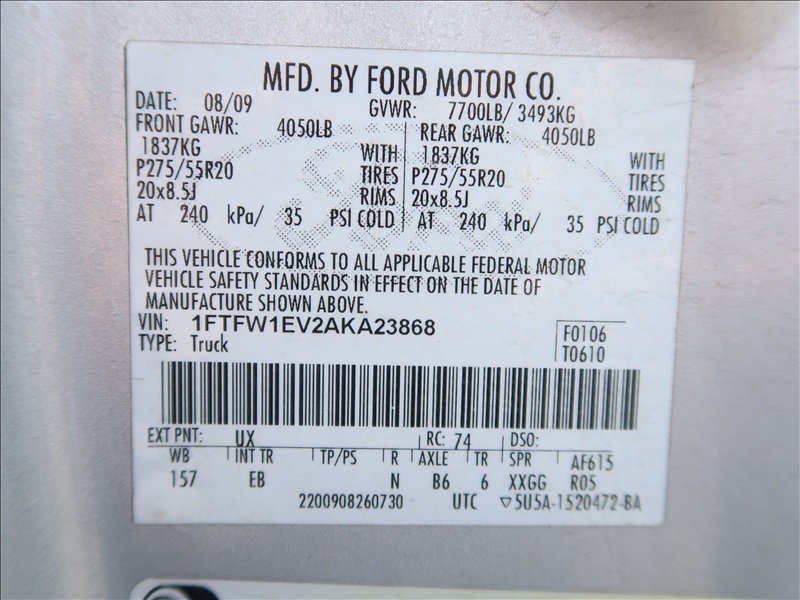 MFD. BY FORD MOTOR CO.
DATE: 08/09 GVWR: 7700LB/ 3493KG
FRONT GAWR: 4050LB REAR GAWR: 4050LB
1837KG WITH 1837KG WITH
P275/55R20 TIRES P275/55R20 TIRES
20x8.5J RIMS 20x8.5J RIMS
AT 240 kPa/ 35 PSI COLD AT 240 kPa/ 35 PSI COLD
THIS VEHICLE CONFORMS TO ALL APPLICABLE FEDERAL MOTOR
VEHICLE SAFETY STANDARDS IN EFFECT ON THE DATE OF
MANUFACTURE SHOWN ABOVE.
VIN: 1FTFW1EV2AKA23868
TYPE: Truck
F0106
T0610
EXT PNT: UX RC: 74 DSO:
WB INT TR TP/PS R AXLE TR SPR AF615
157 EB N B6 6 XXGG R05
2200908260730 UTC ▽5U5A-1520472-BA